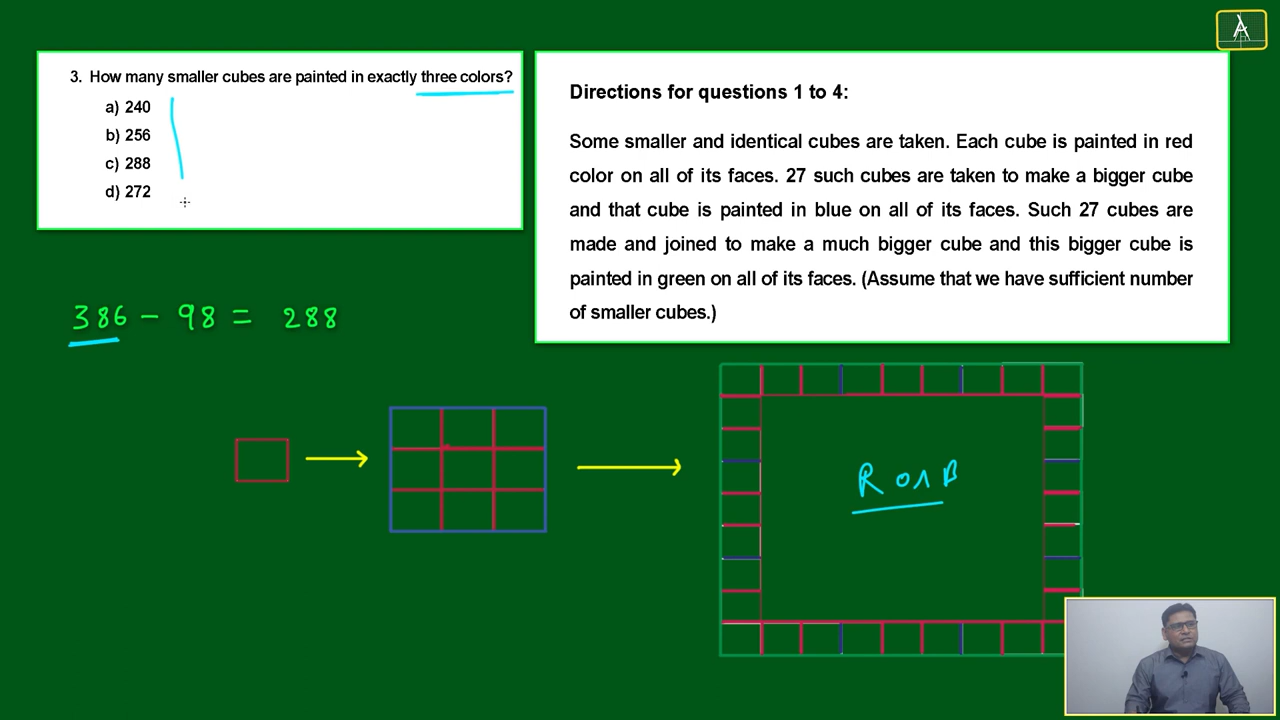 3. How many smaller cubes are painted in exactly three colors?
a) 240
b) 256
c) 288
d) 272
Directions for questions 1 to 4:
Some smaller and identical cubes are taken. Each cube is painted in red
color on all of its faces. 27 such cubes are taken to make a bigger cube
and that cube is painted in blue on all of its faces. Such 27 cubes are
made and joined to make a much bigger cube and this bigger cube is
painted in green on all of its faces. (Assume that we have sufficient number
of smaller cubes.)
386 - 98 = 288
R or B